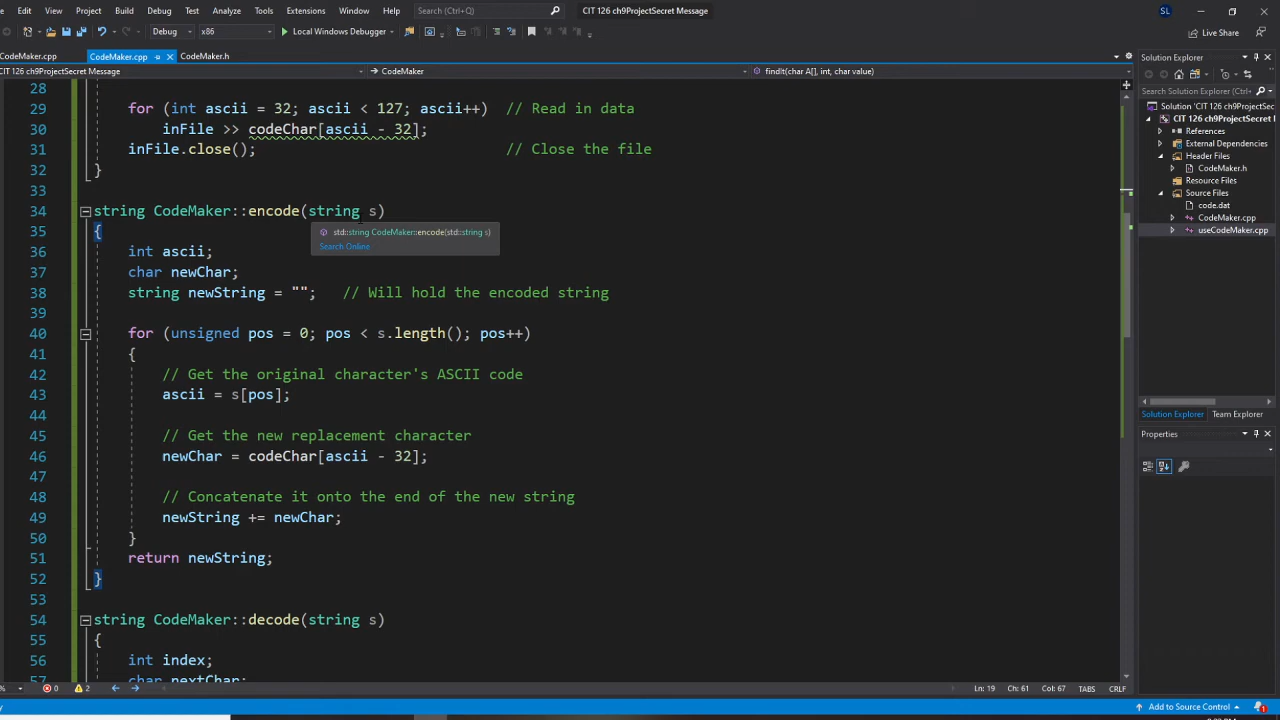 Edit View Project Build Debug Test Analyze Tools Extensions Window Help Search (Ctrl+Q) CIT 126 ch9ProjectSecret Message SL
Debug x86 Local Windows Debugger Live Share
CodeMaker.cpp CodeMaker.cpp CodeMaker.h
CIT 126 ch9ProjectSecret Message CodeMaker findit(char A[], int, char value)
28
29 for (int ascii = 32; ascii < 127; ascii++) // Read in data
30 inFile >> codeChar[ascii - 32];
31 inFile.close(); // Close the file
32 }
33
34 string CodeMaker::encode(string s)
35 {
std::string CodeMaker::encode(std::string s)
Search Online
36 int ascii;
37 char newChar;
38 string newString = ""; // Will hold the encoded string
39
40 for (unsigned pos = 0; pos < s.length(); pos++)
41 {
42 // Get the original character's ASCII code
43 ascii = s[pos];
44
45 // Get the new replacement character
46 newChar = codeChar[ascii - 32];
47
48 // Concatenate it onto the end of the new string
49 newString += newChar;
50 }
51 return newString;
52 }
53
54 string CodeMaker::decode(string s)
55 {
56 int index;
57 char nextChar;
% 0 2 Ln: 19 Ch: 61 Col: 67 TABS CRLF
Solution Explorer
Search Solution Explorer (Ctrl+;)
Solution 'CIT 126 ch9ProjectSecret
CIT 126 ch9ProjectSecret
References
External Dependencies
Header Files
CodeMaker.h
Resource Files
Source Files
code.dat
CodeMaker.cpp
useCodeMaker.cpp
Solution Explorer Team Explorer
Properties
Add to Source Control 1